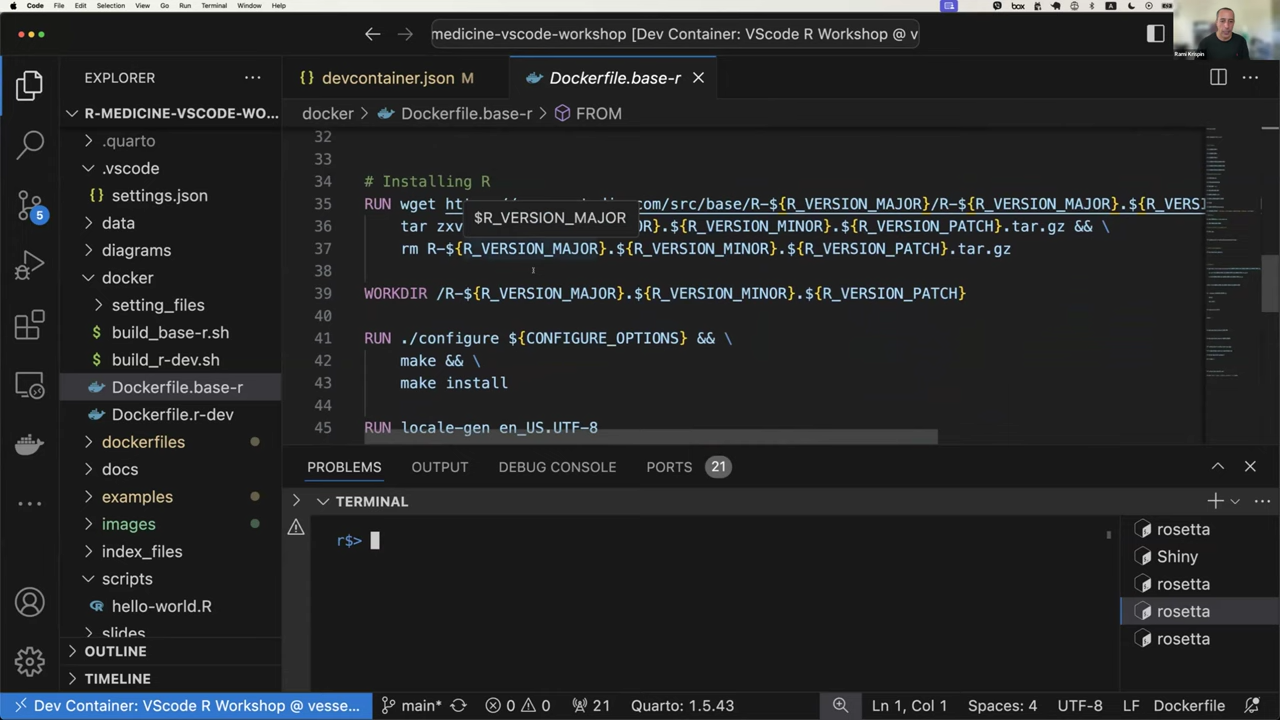 Code File Edit Selection View Go Run Terminal Window Help
box
A
Rami Krispin
medicine-vscode-workshop [Dev Container: VScode R Workshop @ v
EXPLORER
R-MEDICINE-VSCODE-WO...
.quarto
.vscode
settings.json
data
diagrams
docker
setting_files
build_base-r.sh
build_r-dev.sh
Dockerfile.base-r
Dockerfile.r-dev
dockerfiles
docs
examples
images
index_files
scripts
hello-world.R
slides
OUTLINE
TIMELINE
5
devcontainer.json M
Dockerfile.base-r
docker > Dockerfile.base-r > FROM
32
33
34 # Installing R
35 RUN wget ht com/src/base/R-${R_VERSION_MAJOR}/R-${R_VERSION_MAJOR}.${R_VERS
$R_VERSION_MAJOR
36 tar zxv R}.${R_VERSION_MINOR}.${R_VERSION_PATCH}.tar.gz && \
37 rm R-${R_VERSION_MAJOR}.${R_VERSION_MINOR}.${R_VERSION_PATCH}.tar.gz
38
39 WORKDIR /R-${R_VERSION_MAJOR}.${R_VERSION_MINOR}.${R_VERSION_PATCH}
40
41 RUN ./configure ${CONFIGURE_OPTIONS} && \
42 make && \
43 make install
44
45 RUN locale-gen en_US.UTF-8
PROBLEMS OUTPUT DEBUG CONSOLE PORTS 21
TERMINAL
r$>
rosetta
Shiny
rosetta
rosetta
rosetta
Dev Container: VScode R Workshop @ vesse... main* 0 0 21 Quarto: 1.5.43 Ln 1, Col 1 Spaces: 4 UTF-8 LF Dockerfile